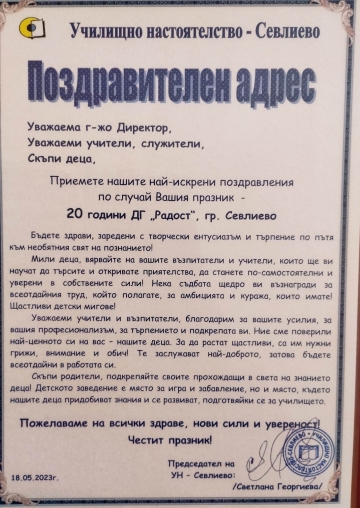 Училищно настоятелство - Севлиево
Поздравителен адрес
Уважаема г-жо Директор,
Уважаеми учители, служители,
Скъпи деца,
Приемете нашите най-искрени поздравления
по случай Вашия празник -
20 години ДГ „Радост", гр. Севлиево
Бъдете здрави, заредени с творчески ентусиазъм и търпение по пътя
към необятния свят на познанието!
Мили деца, вярвайте на вашите възпитатели и учители, които ще ви
научат да търсите и откривате приятелства, да станете по-самостоятелни и
уверени в собствените сили! Нека съдбата щедро ви възнагради за
всеотдайния труд, който полагате, за амбицията и куража, които имате!
Щастливи детски мигове!
Уважаеми учители и възпитатели, благодарим за вашите усилия, за
вашия професионализъм, за търпението и подкрепата ви. Ние сме поверили
най-ценното си на вас – нашите деца. За да растат щастливи, са им нужни
грижи, внимание и обич! Те заслужават най-доброто, затова бъдете
всеотдайни в работата си.
Скъпи родители, подкрепяйте своите прохождащи в света на знанието
деца! Детското заведение е място за игра и забавление, но и място, където
нашите деца придобиват знания и се развиват, подготвяйки се за училището.
Пожелаваме на всички здраве, нови сили и увереност!
Честит празник!
Председател на
18.05.2023г. УН - Севлиево:
/Светлана Георгиева/